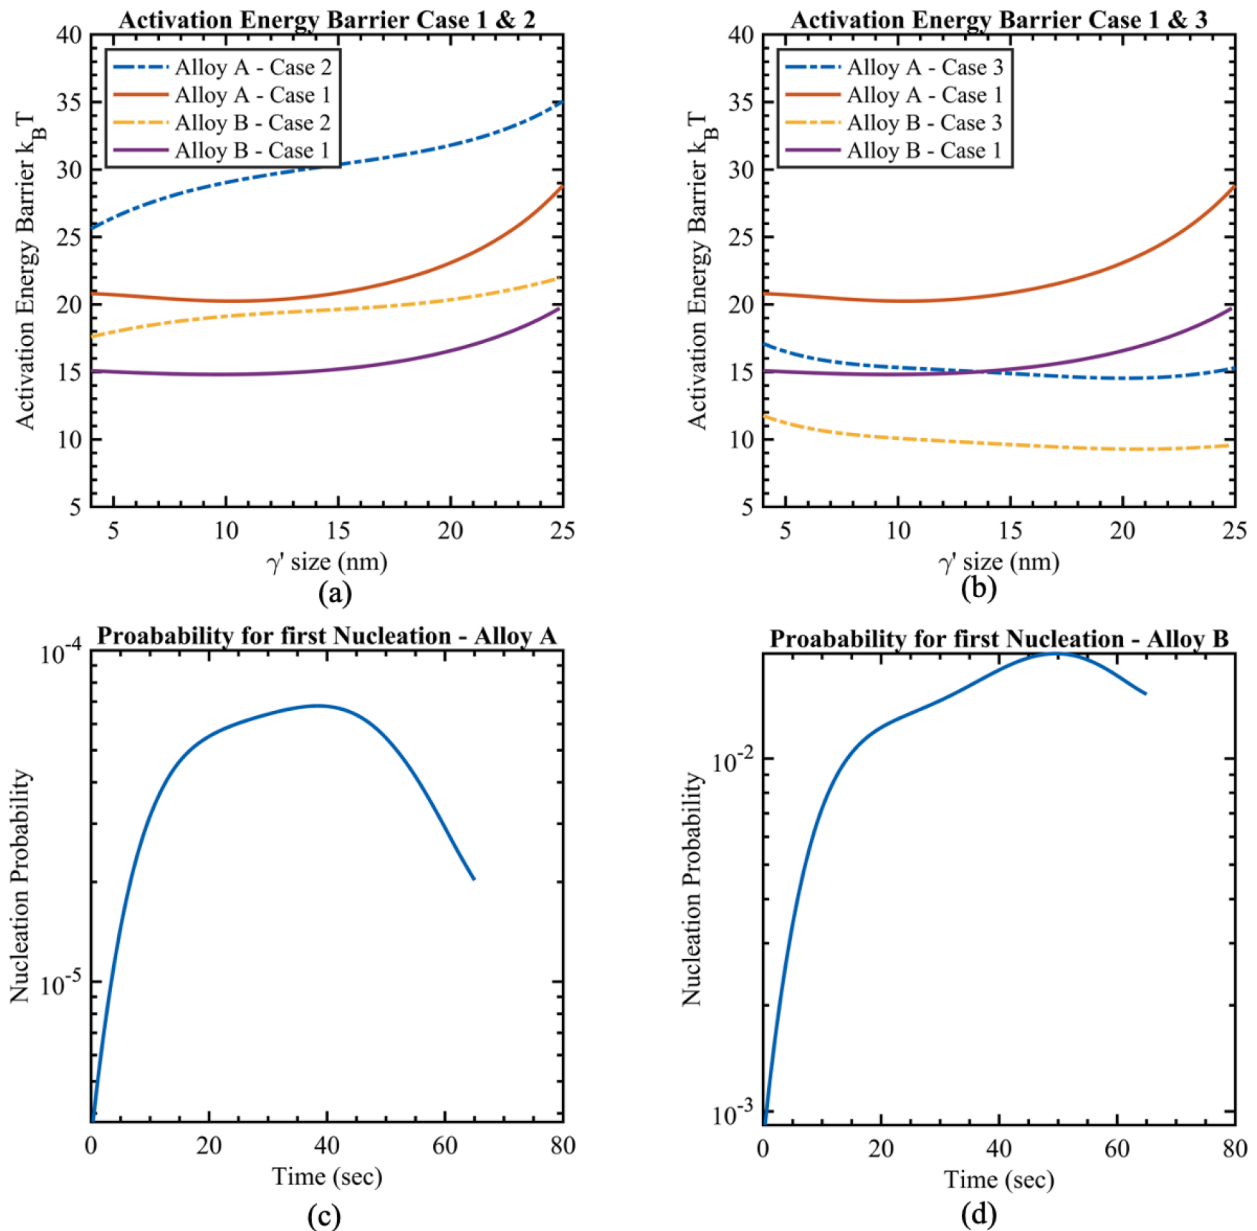 Activation Energy Barrier Case 1 & 2
Activation Energy Barrier k_BT
40
35
30
25
20
15
10
5
Alloy A - Case 2
Alloy A - Case 1
Alloy B - Case 2
Alloy B - Case 1
5 10 15 20 25
γ' size (nm)
(a)
Activation Energy Barrier Case 1 & 3
Activation Energy Barrier k_BT
40
35
30
25
20
15
10
5
Alloy A - Case 3
Alloy A - Case 1
Alloy B - Case 3
Alloy B - Case 1
5 10 15 20 25
γ' size (nm)
(b)
Proabability for first Nucleation - Alloy A
Nucleation Probability
10^-4
10^-5
0 20 40 60 80
Time (sec)
(c)
Proabability for first Nucleation - Alloy B
Nucleation Probability
10^-2
10^-3
0 20 40 60 80
Time (sec)
(d)